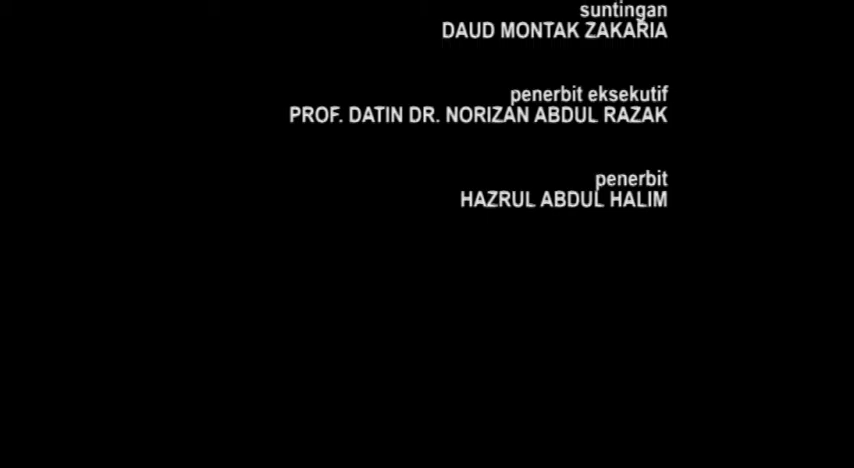 suntingan
DAUD MONTAK ZAKARIA
penerbit eksekutif
PROF. DATIN DR. NORIZAN ABDUL RAZAK
penerbit
HAZRUL ABDUL HALIM